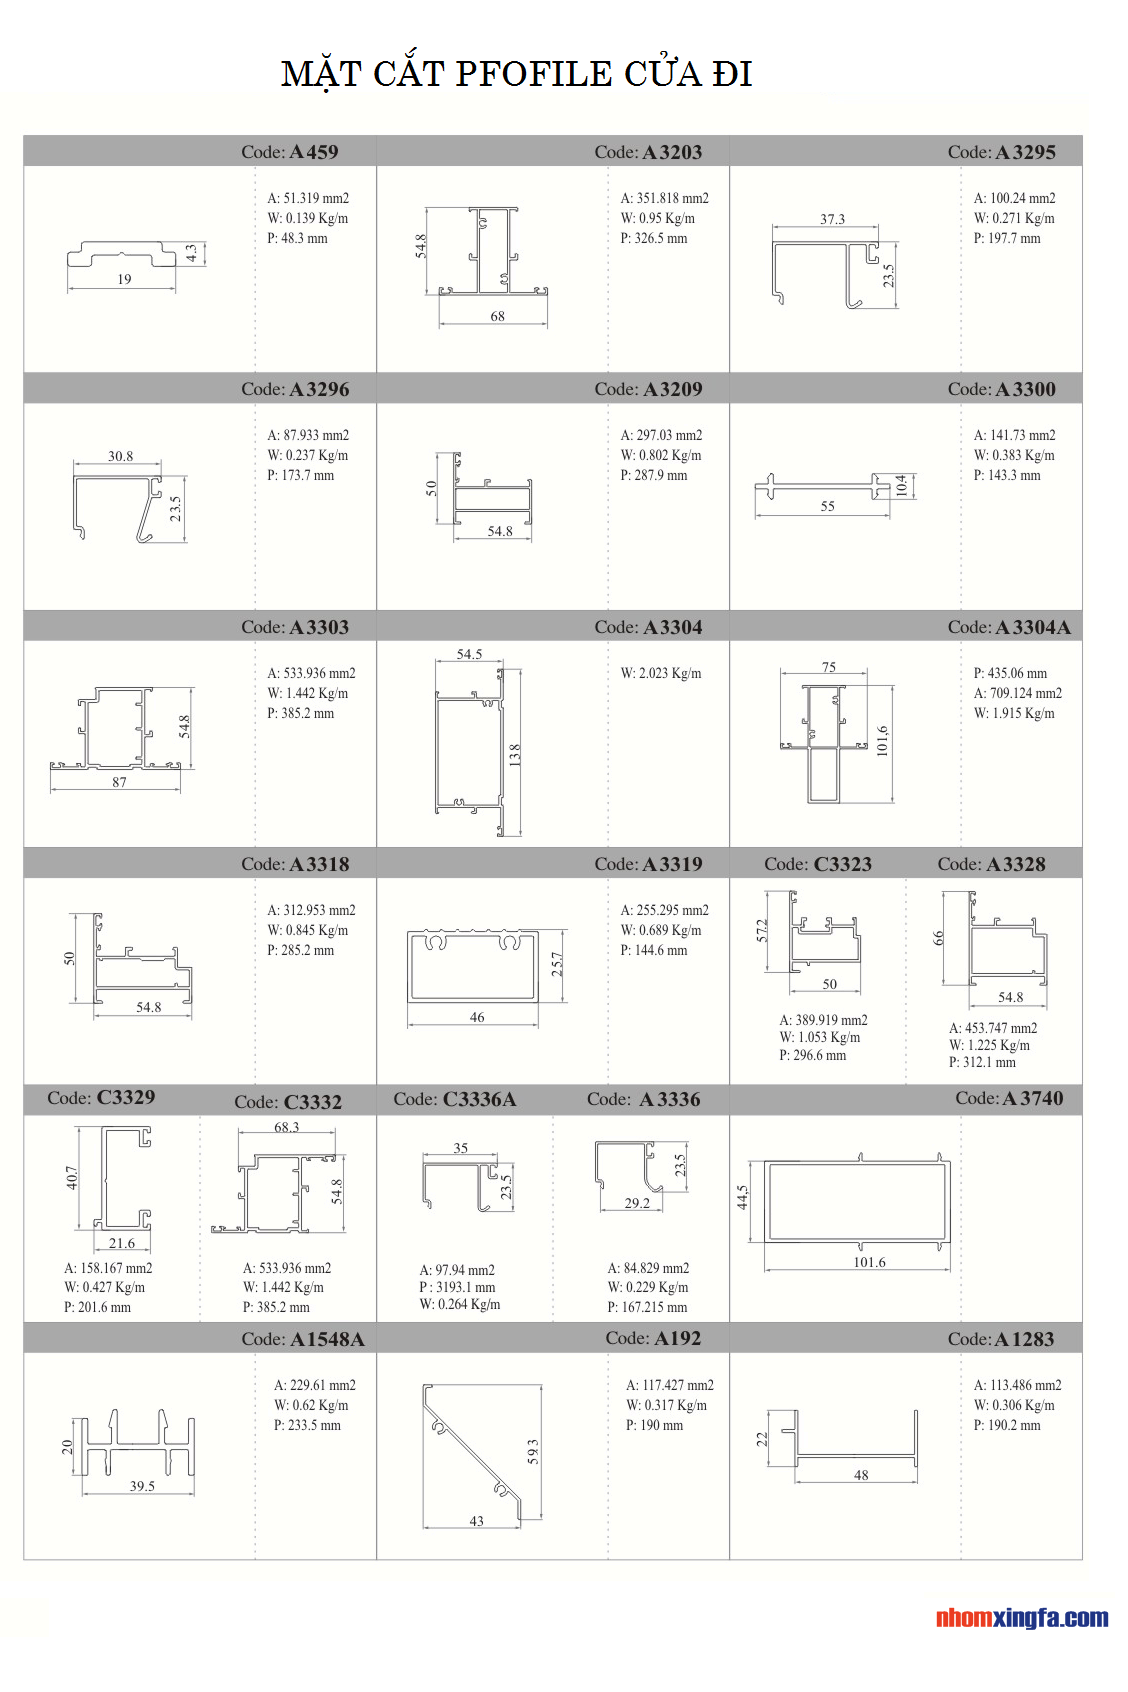 MẶT CẮT PFOFILE CỬA ĐI
Code: A459
A: 51.319 mm2
W: 0.139 Kg/m
P: 48.3 mm
4.3
19
Code: A3203
A: 351.818 mm2
W: 0.95 Kg/m
P: 326.5 mm
54.8
68
Code: A3295
A: 100.24 mm2
W: 0.271 Kg/m
P: 197.7 mm
37.3
23.5
Code: A3296
A: 87.933 mm2
W: 0.237 Kg/m
P: 173.7 mm
30.8
23.5
Code: A3209
A: 297.03 mm2
W: 0.802 Kg/m
P: 287.9 mm
50
54.8
Code: A3300
A: 141.73 mm2
W: 0.383 Kg/m
P: 143.3 mm
10.4
55
Code: A3303
A: 533.936 mm2
W: 1.442 Kg/m
P: 385.2 mm
54.8
87
Code: A3304
W: 2.023 Kg/m
54.5
138
Code: A3304A
P: 435.06 mm
A: 709.124 mm2
W: 1.915 Kg/m
75
101,6
Code: A3318
A: 312.953 mm2
W: 0.845 Kg/m
P: 285.2 mm
50
54.8
Code: A3319
A: 255.295 mm2
W: 0.689 Kg/m
P: 144.6 mm
25.7
46
Code: C3323
57.2
50
A: 389.919 mm2
W: 1.053 Kg/m
P: 296.6 mm
Code: A3328
66
54.8
A: 453.747 mm2
W: 1.225 Kg/m
P: 312.1 mm
Code: C3329
40.7
21.6
A: 158.167 mm2
W: 0.427 Kg/m
P: 201.6 mm
Code: C3332
68.3
54.8
A: 533.936 mm2
W: 1.442 Kg/m
P: 385.2 mm
Code: C3336A
35
23.5
A: 97.94 mm2
P : 3193.1 mm
W: 0.264 Kg/m
Code: A3336
23.5
29.2
A: 84.829 mm2
W: 0.229 Kg/m
P: 167.215 mm
Code: A3740
44,5
101.6
Code: A1548A
A: 229.61 mm2
W: 0.62 Kg/m
P: 233.5 mm
20
39.5
Code: A192
A: 117.427 mm2
W: 0.317 Kg/m
P: 190 mm
59.3
43
Code: A1283
A: 113.486 mm2
W: 0.306 Kg/m
P: 190.2 mm
22
48
nhomxingfa.com